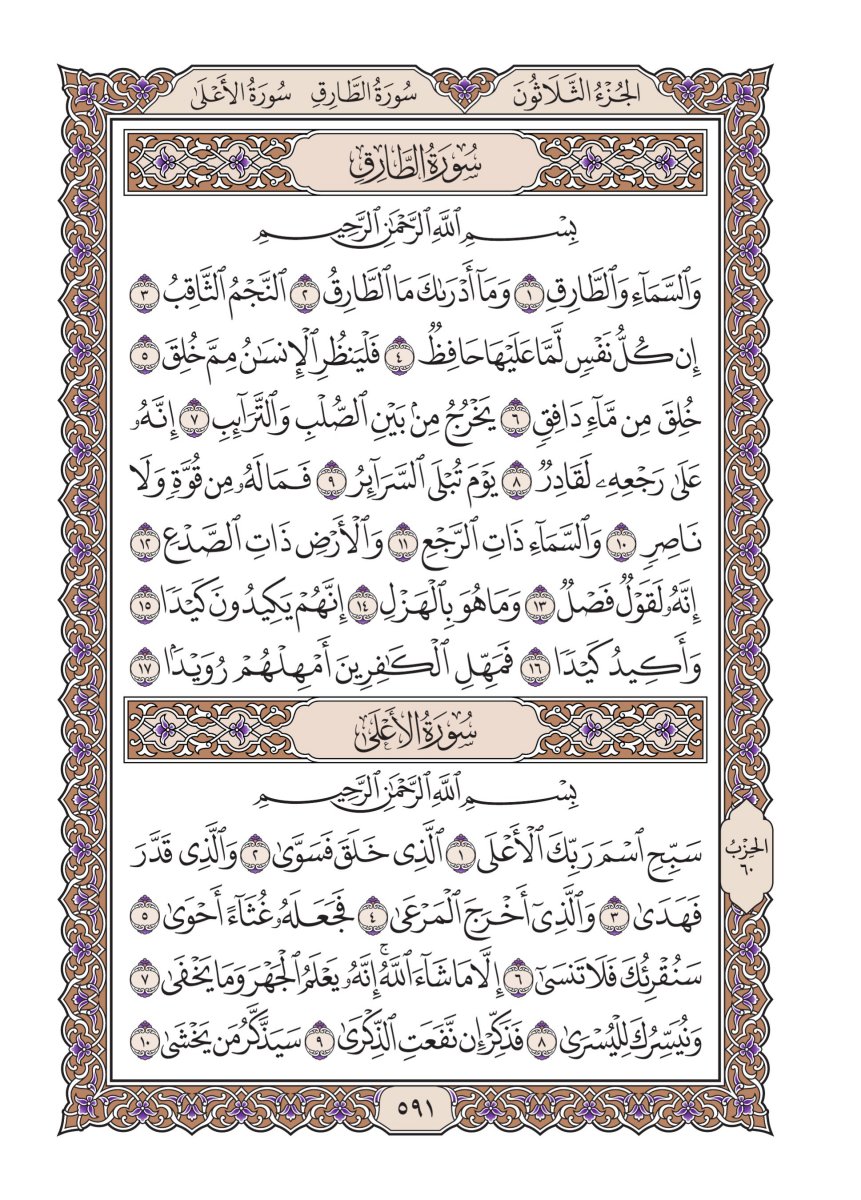 الجُزْءُ الثَّلَاثُونَ سُورَةُ الطَّارِقِ سُورَةُ الأَعْلَى
سُورَةُ الطَّارِقِ
بِسْمِ ٱللَّهِ ٱلرَّحْمَٰنِ ٱلرَّحِيمِ
وَٱلسَّمَآءِ وَٱلطَّارِقِ ١ وَمَآ أَدْرَىٰكَ مَا ٱلطَّارِقُ ٢ ٱلنَّجْمُ ٱلثَّاقِبُ ٣
إِن كُلُّ نَفْسٍ لَّمَّا عَلَيْهَا حَافِظٌ ٤ فَلْيَنظُرِ ٱلْإِنسَٰنُ مِمَّ خُلِقَ ٥
خُلِقَ مِن مَّآءٍ دَافِقٍ ٦ يَخْرُجُ مِنۢ بَيْنِ ٱلصُّلْبِ وَٱلتَّرَآئِبِ ٧ إِنَّهُۥ
عَلَىٰ رَجْعِهِۦ لَقَادِرٌ ٨ يَوْمَ تُبْلَى ٱلسَّرَآئِرُ ٩ فَمَا لَهُۥ مِن قُوَّةٍ وَلَا
نَاصِرٍ ١٠ وَٱلسَّمَآءِ ذَاتِ ٱلرَّجْعِ ١١ وَٱلْأَرْضِ ذَاتِ ٱلصَّدْعِ ١٢
إِنَّهُۥ لَقَوْلٌ فَصْلٌ ١٣ وَمَا هُوَ بِٱلْهَزْلِ ١٤ إِنَّهُمْ يَكِيدُونَ كَيْدًا ١٥
وَأَكِيدُ كَيْدًا ١٦ فَمَهِّلِ ٱلْكَٰفِرِينَ أَمْهِلْهُمْ رُوَيْدًۢا ١٧
سُورَةُ الأَعْلَى
بِسْمِ ٱللَّهِ ٱلرَّحْمَٰنِ ٱلرَّحِيمِ
سَبِّحِ ٱسْمَ رَبِّكَ ٱلْأَعْلَى ١ ٱلَّذِى خَلَقَ فَسَوَّىٰ ٢ وَٱلَّذِى قَدَّرَ
فَهَدَىٰ ٣ وَٱلَّذِىٓ أَخْرَجَ ٱلْمَرْعَىٰ ٤ فَجَعَلَهُۥ غُثَآءً أَحْوَىٰ ٥
سَنُقْرِئُكَ فَلَا تَنسَىٰٓ ٦ إِلَّا مَا شَآءَ ٱللَّهُ ۚ إِنَّهُۥ يَعْلَمُ ٱلْجَهْرَ وَمَا يَخْفَىٰ ٧
وَنُيَسِّرُكَ لِلْيُسْرَىٰ ٨ فَذَكِّرْ إِن نَّفَعَتِ ٱلذِّكْرَىٰ ٩ سَيَذَّكَّرُ مَن يَخْشَىٰ ١٠
الحِزْبُ
٦٠
٥٩١